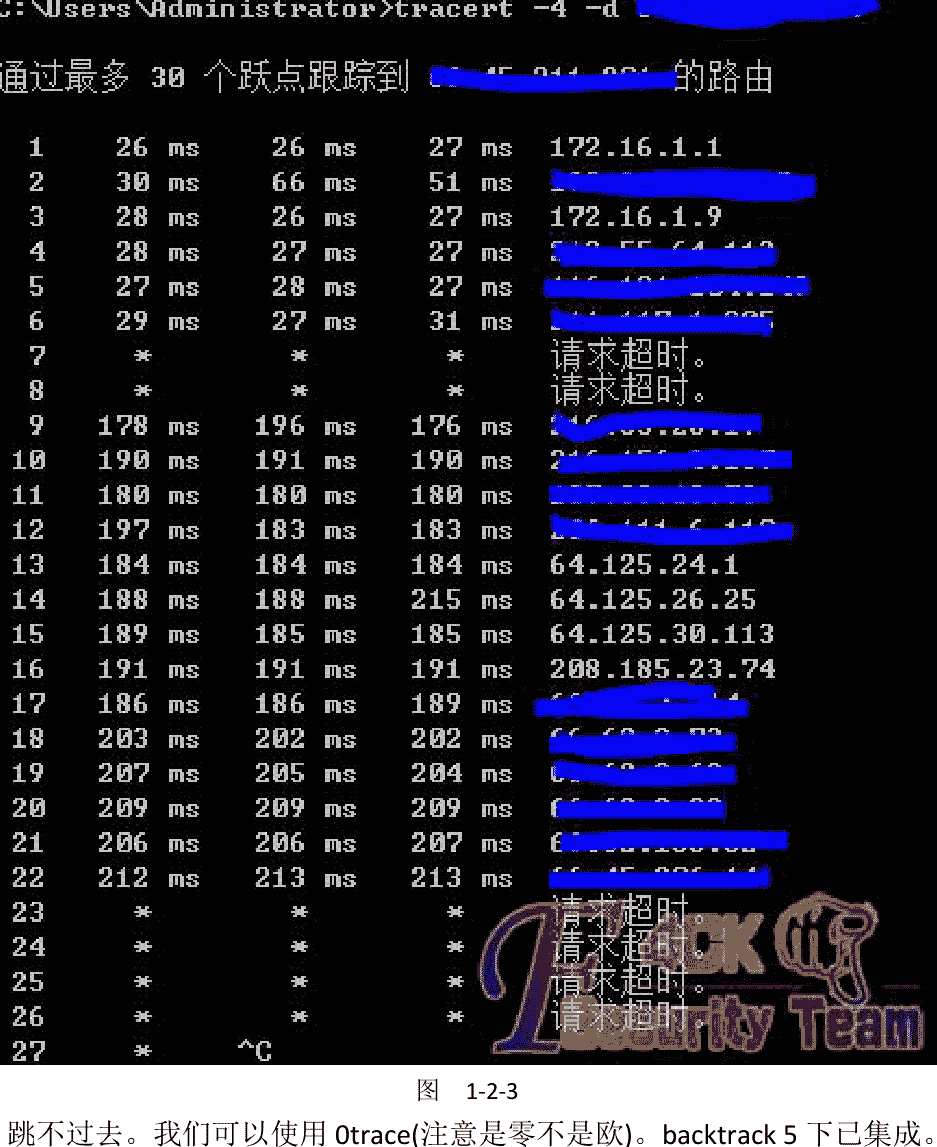 C:\Users\Administrator>tracert -4 -d
通过最多 30 个跃点跟踪到 的路由
1 26 ms 26 ms 27 ms 172.16.1.1
2 30 ms 66 ms 51 ms
3 28 ms 26 ms 27 ms 172.16.1.9
4 28 ms 27 ms 27 ms
5 27 ms 28 ms 27 ms
6 29 ms 27 ms 31 ms
7 * * * 请求超时。
8 * * * 请求超时。
9 178 ms 196 ms 176 ms
10 190 ms 191 ms 190 ms
11 180 ms 180 ms 180 ms
12 197 ms 183 ms 183 ms
13 184 ms 184 ms 184 ms 64.125.24.1
14 188 ms 188 ms 215 ms 64.125.26.25
15 189 ms 185 ms 185 ms 64.125.30.113
16 191 ms 191 ms 191 ms 208.185.23.74
17 186 ms 186 ms 189 ms
18 203 ms 202 ms 202 ms
19 207 ms 205 ms 204 ms
20 209 ms 209 ms 209 ms
21 206 ms 206 ms 207 ms
22 212 ms 213 ms 213 ms
23 * * * 请求超时。
24 * * * 请求超时。
25 * * * 请求超时。
26 * * * 请求超时。
27 * ^C
Security Team
图 1-2-3
跳不过去。我们可以使用 0trace(注意是零不是欧)。backtrack 5 下已集成。